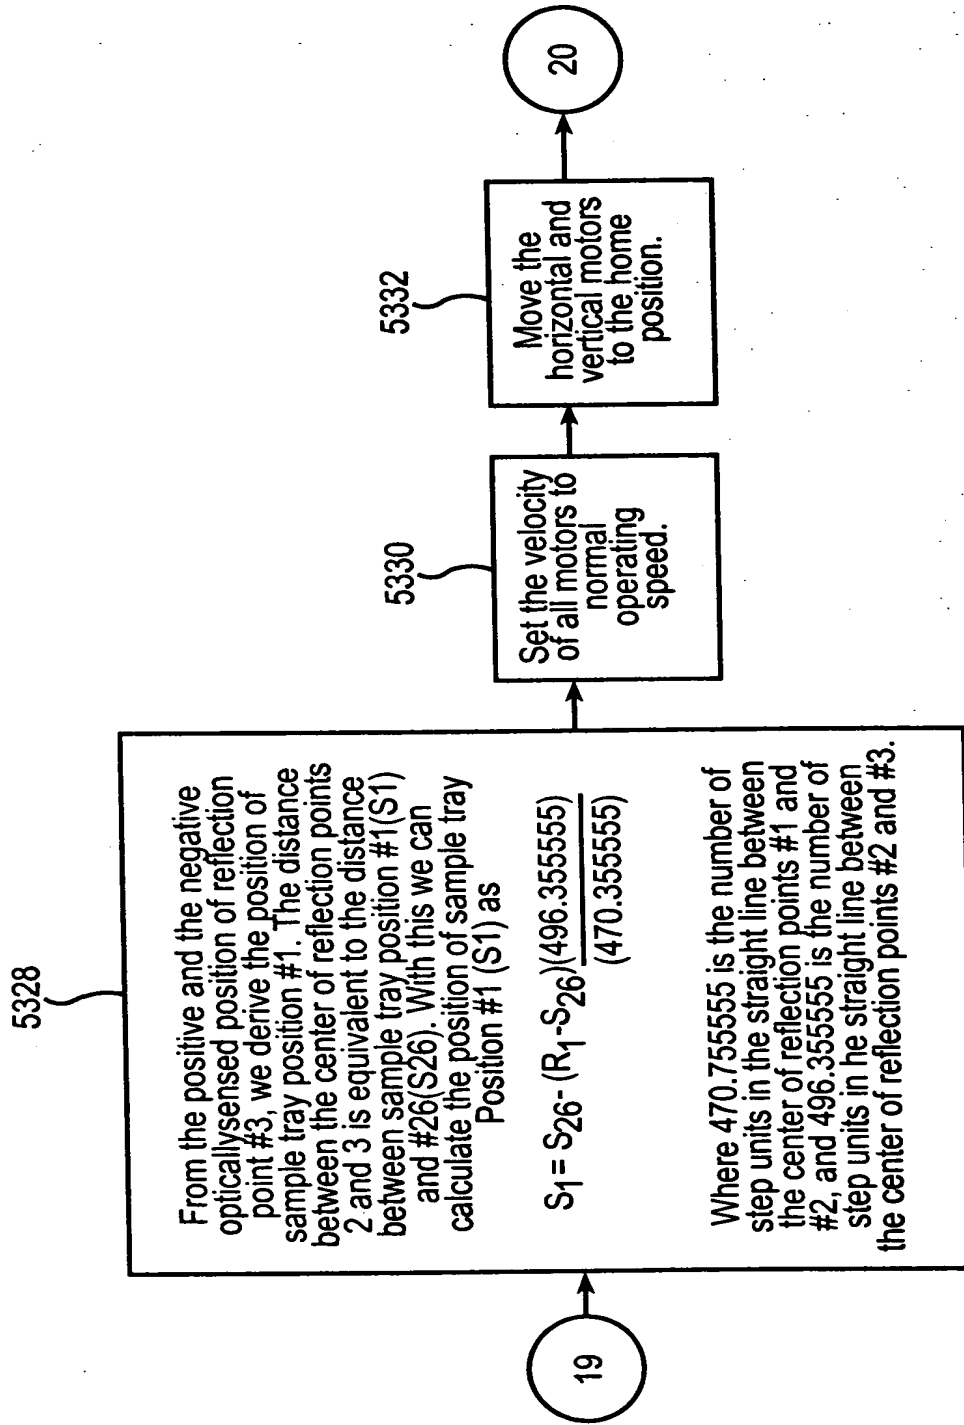 19
5328
From the positive and the negative
opticallysensed position of reflection
point #3, we derive the position of
sample tray position #1. The distance
between the center of reflection points
2 and 3 is equivalent to the distance
between sample tray position #1(S1)
and #26(S26). With this we can
calculate the position of sample tray
Position #1 (S1) as
S1 = S26 - (R1 -S26)(496.355555)
(470.355555)
Where 470.755555 is the number of
step units in the straight line between
the center of reflection points #1 and
#2, and 496.3555555 is the number of
step units in he straight line between
the center of reflection points #2 and #3.
5330
Set the velocity
of all motors to
normal
operating
speed.
5332
Move the
horizontal and
vertical motors
to the home
position.
20